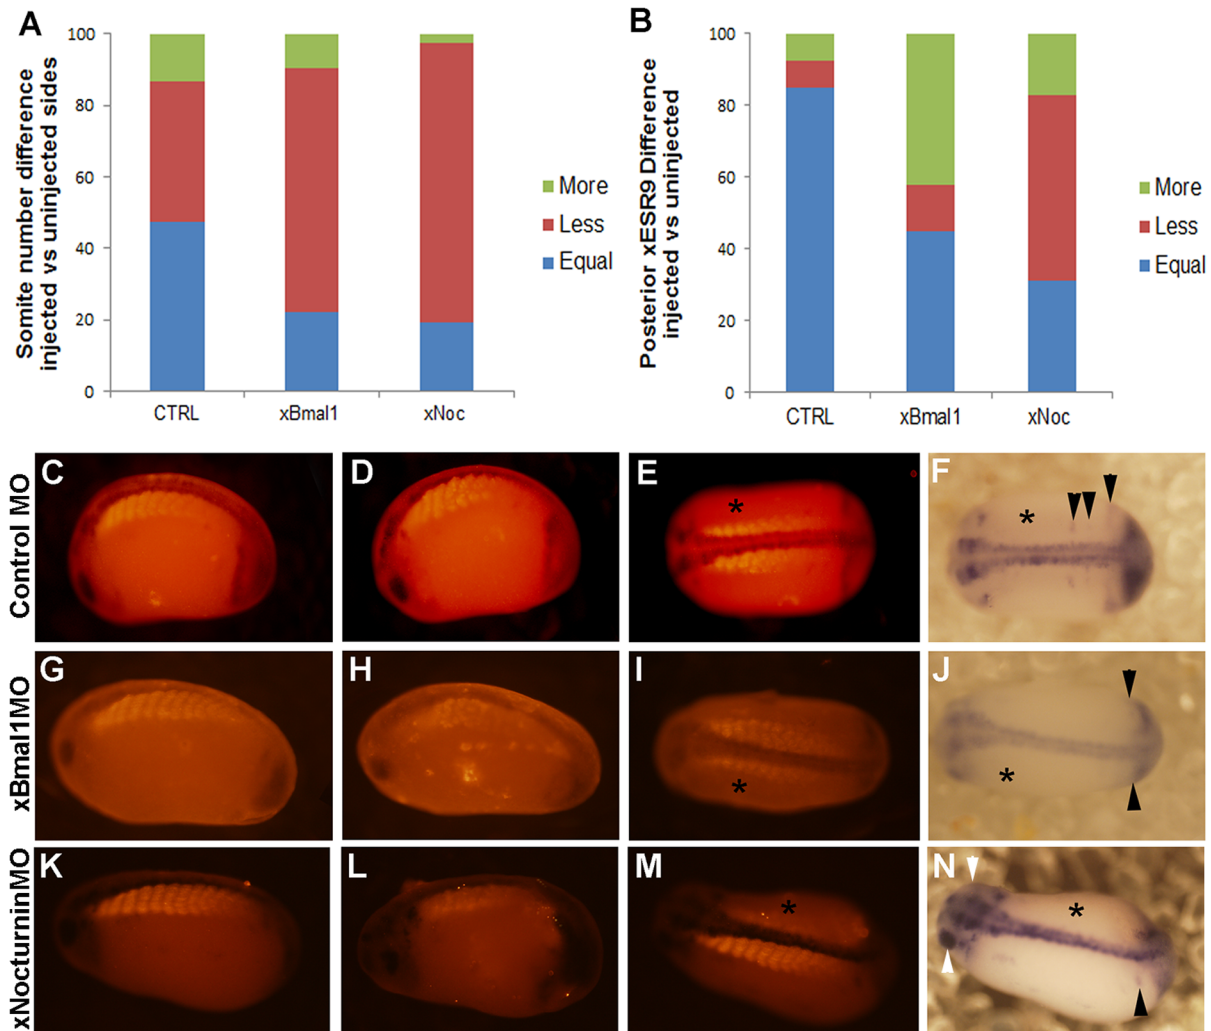 A
Somite number difference
injected vs uninjected sides
100
80
60
40
20
0
CTRL
xBmal1
xNoc
More
Less
Equal
B
Posterior xESR9 Difference
injected vs uninjected
100
80
60
40
20
0
CTRL
xBmal1
xNoc
More
Less
Equal
Control MO
C
D
E
*
F
*
xBmal1MO
G
H
I
*
J
*
xNocturninMO
K
L
M
*
N
*